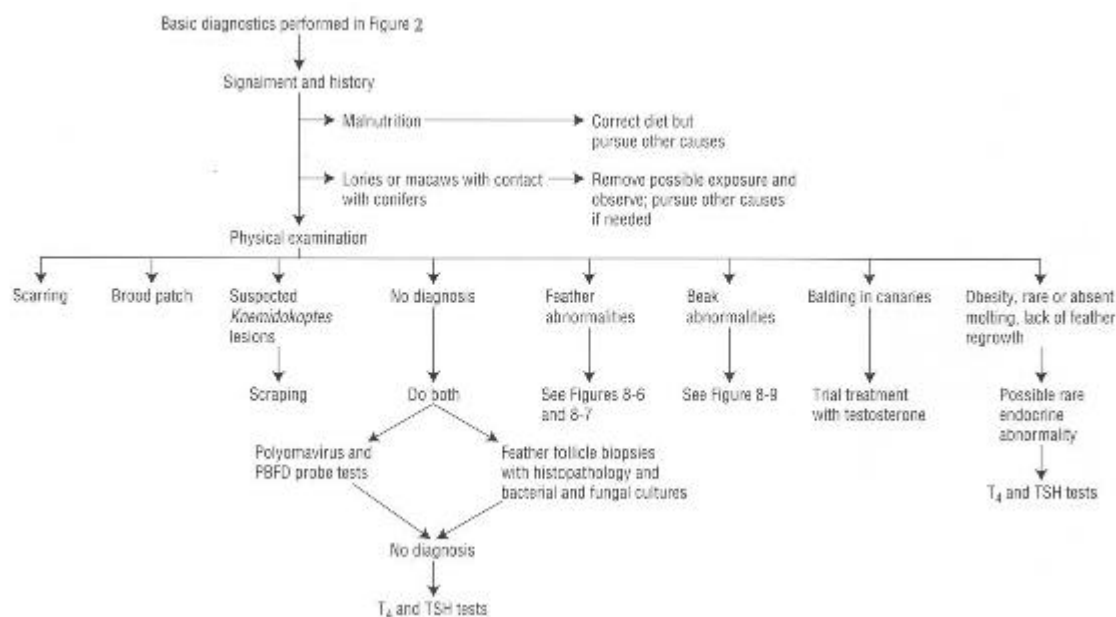 Basic diagnostics performed in Figure 2
Signalment and history
Malnutrition
Correct diet but
pursue other causes
Lories or macaws with contact
with conifers
Remove possible exposure and
observe; pursue other causes
if needed
Physical examination
Scarring
Brood patch
Suspected
Knemidokoptes
lesions
No diagnosis
Feather
abnormalities
Beak
abnormalities
Balding in canaries
Obesity, rare or absent
molting, lack of feather
regrowth
Scraping
Do both
See Figures 8-6
and 8-7
See Figure 8-9
Trial treatment
with testosterone
Possible rare
endocrine
abnormality
Polyomavirus and
PBFD probe tests
Feather follicle biopsies
with histopathology and
bacterial and fungal cultures
T4 and TSH tests
No diagnosis
T4 and TSH tests